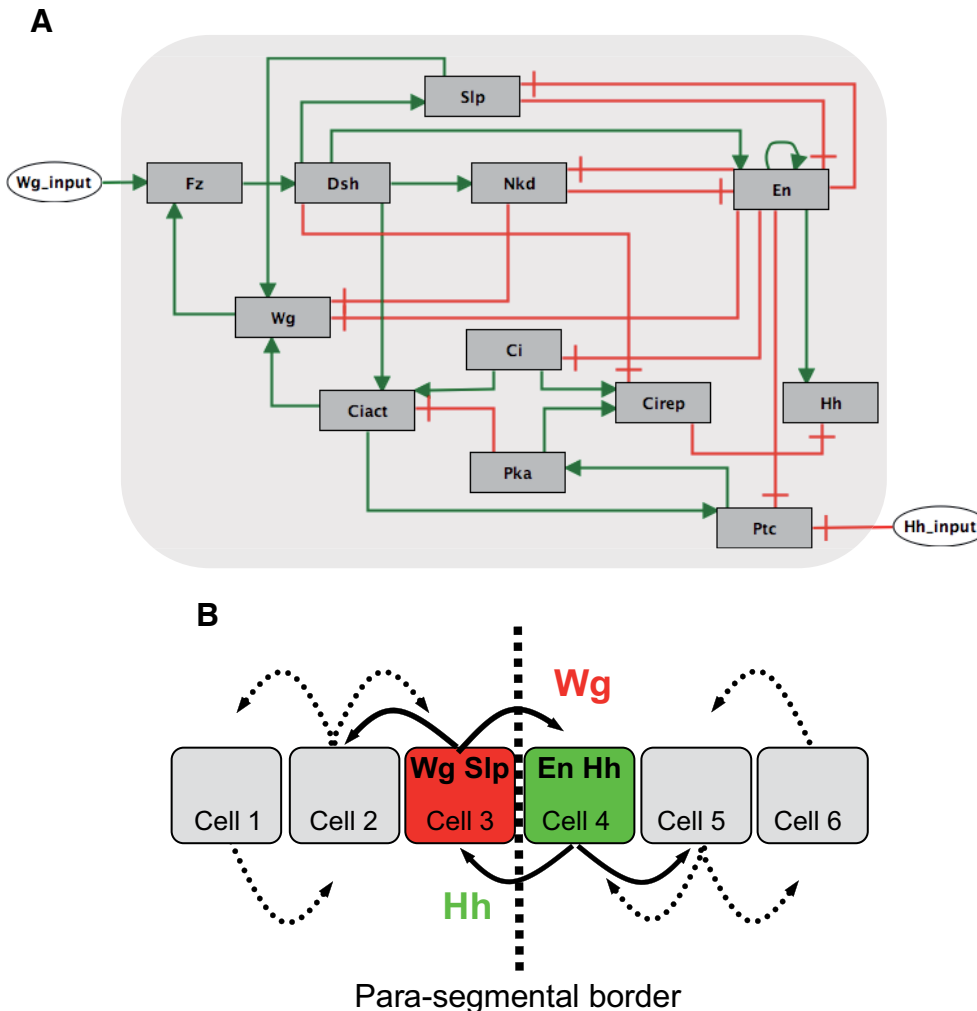 A
Slp
Wg_input
Fz
Dsh
Nkd
En
Wg
Ci
Ciact
Cirep
Hh
Pka
Ptc
Hh_input
B
Wg
Wg Slp
En Hh
Cell 1
Cell 2
Cell 3
Cell 4
Cell 5
Cell 6
Hh
Para-segmental border